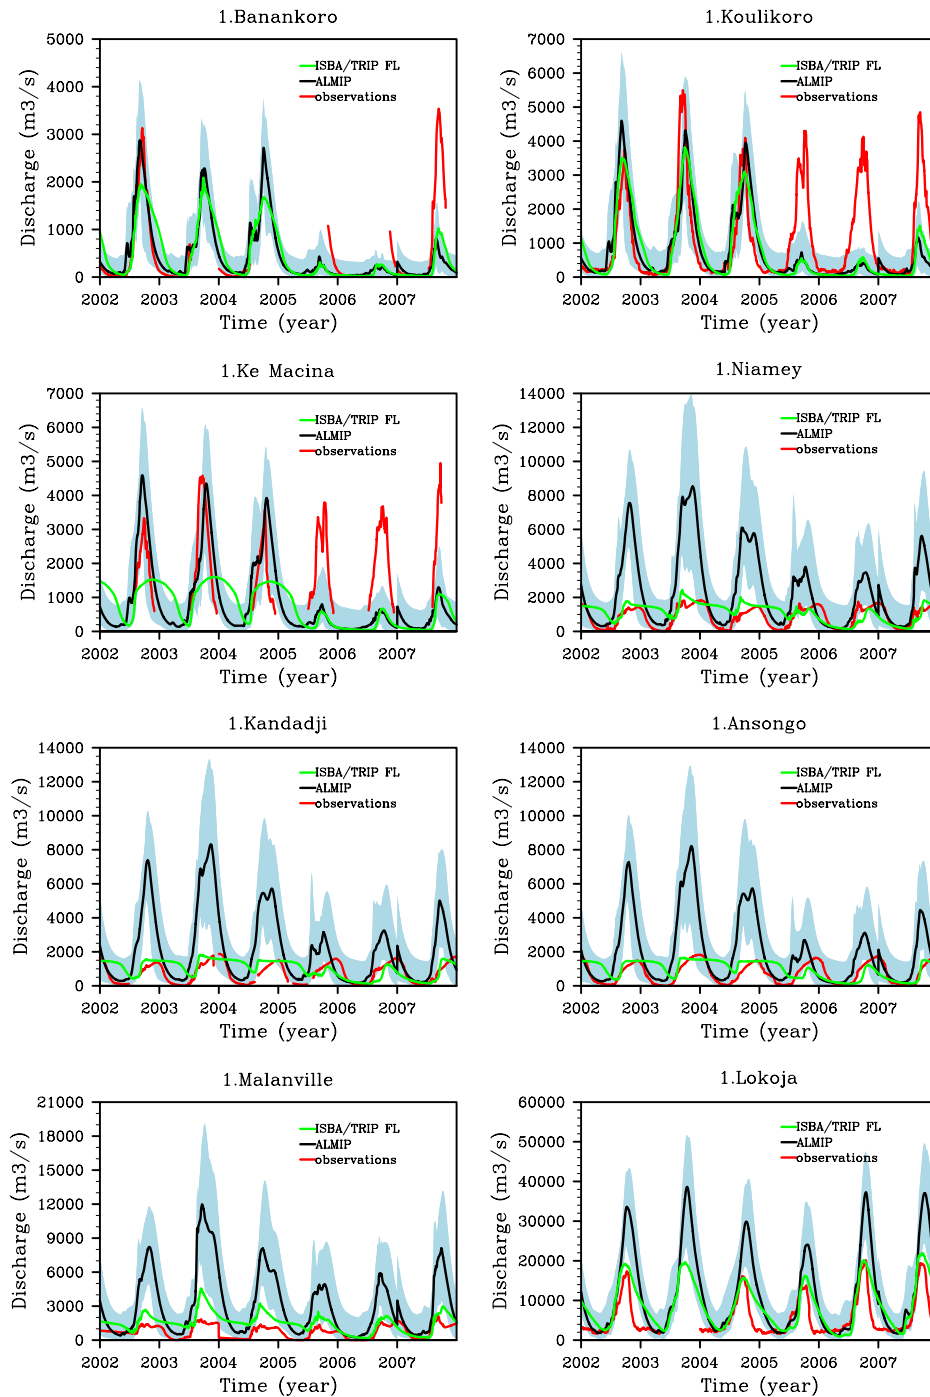 1.Banankoro
Discharge (m3/s)
5000
4000
3000
2000
1000
0
ISBA/TRIP FL
ALMIP
observations
2002 2003 2004 2005 2006 2007
Time (year)
1.Koulikoro
Discharge (m3/s)
7000
6000
5000
4000
3000
2000
1000
0
ISBA/TRIP FL
ALMIP
observations
2002 2003 2004 2005 2006 2007
Time (year)
1.Ke Macina
Discharge (m3/s)
7000
6000
5000
4000
3000
2000
1000
0
ISBA/TRIP FL
ALMIP
observations
2002 2003 2004 2005 2006 2007
Time (year)
1.Niamey
Discharge (m3/s)
14000
12000
10000
8000
6000
4000
2000
0
ISBA/TRIP FL
ALMIP
observations
2002 2003 2004 2005 2006 2007
Time (year)
1.Kandadji
Discharge (m3/s)
14000
12000
10000
8000
6000
4000
2000
0
ISBA/TRIP FL
ALMIP
observations
2002 2003 2004 2005 2006 2007
Time (year)
1.Ansongo
Discharge (m3/s)
14000
12000
10000
8000
6000
4000
2000
0
ISBA/TRIP FL
ALMIP
observations
2002 2003 2004 2005 2006 2007
Time (year)
1.Malanville
Discharge (m3/s)
21000
18000
15000
12000
9000
6000
3000
0
ISBA/TRIP FL
ALMIP
observations
2002 2003 2004 2005 2006 2007
Time (year)
1.Lokoja
Discharge (m3/s)
60000
50000
40000
30000
20000
10000
0
ISBA/TRIP FL
ALMIP
observations
2002 2003 2004 2005 2006 2007
Time (year)